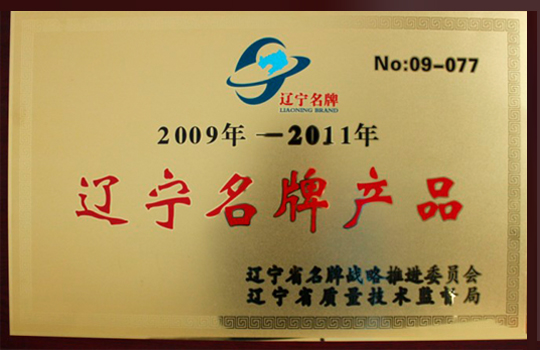 No:09-077
辽宁名牌
LIAONING BRAND
2009年 —2011年
辽宁名牌产品
辽宁省名牌战略推进委员会
辽宁省质量技术监督局